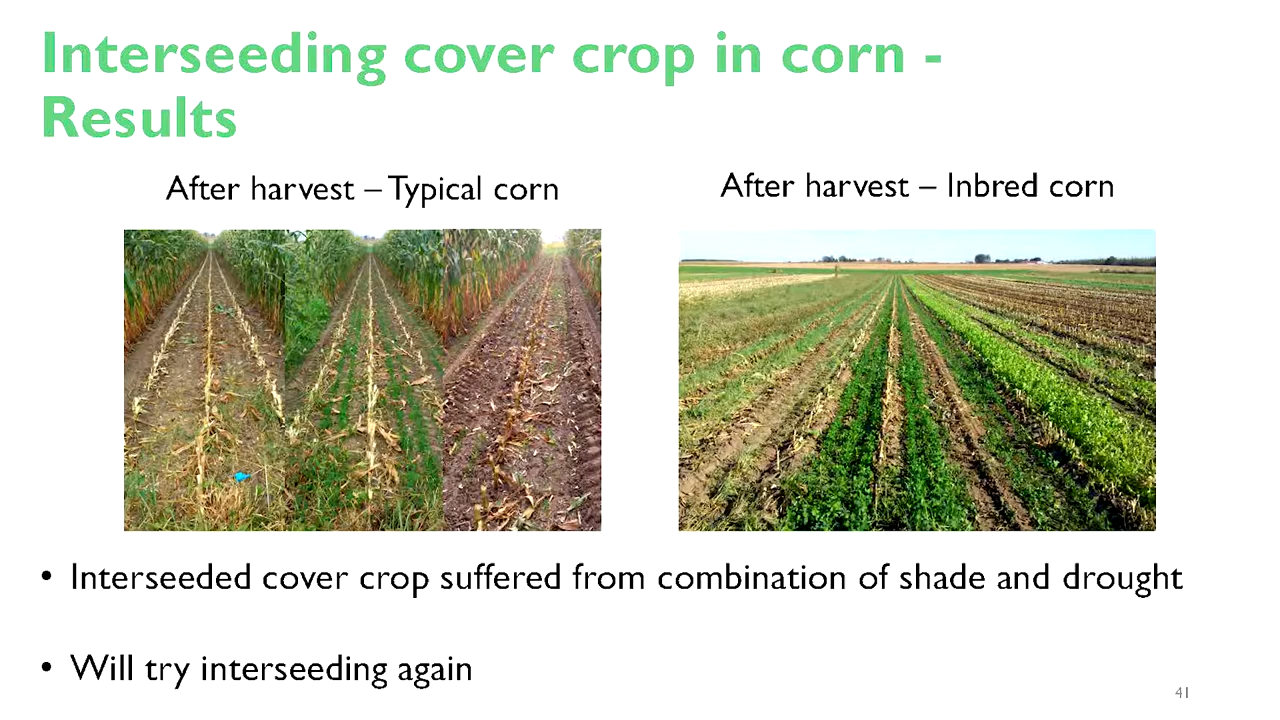 Interseeding cover crop in corn -
Results
After harvest – Typical corn
After harvest – Inbred corn
• Interseeded cover crop suffered from combination of shade and drought
• Will try interseeding again
41